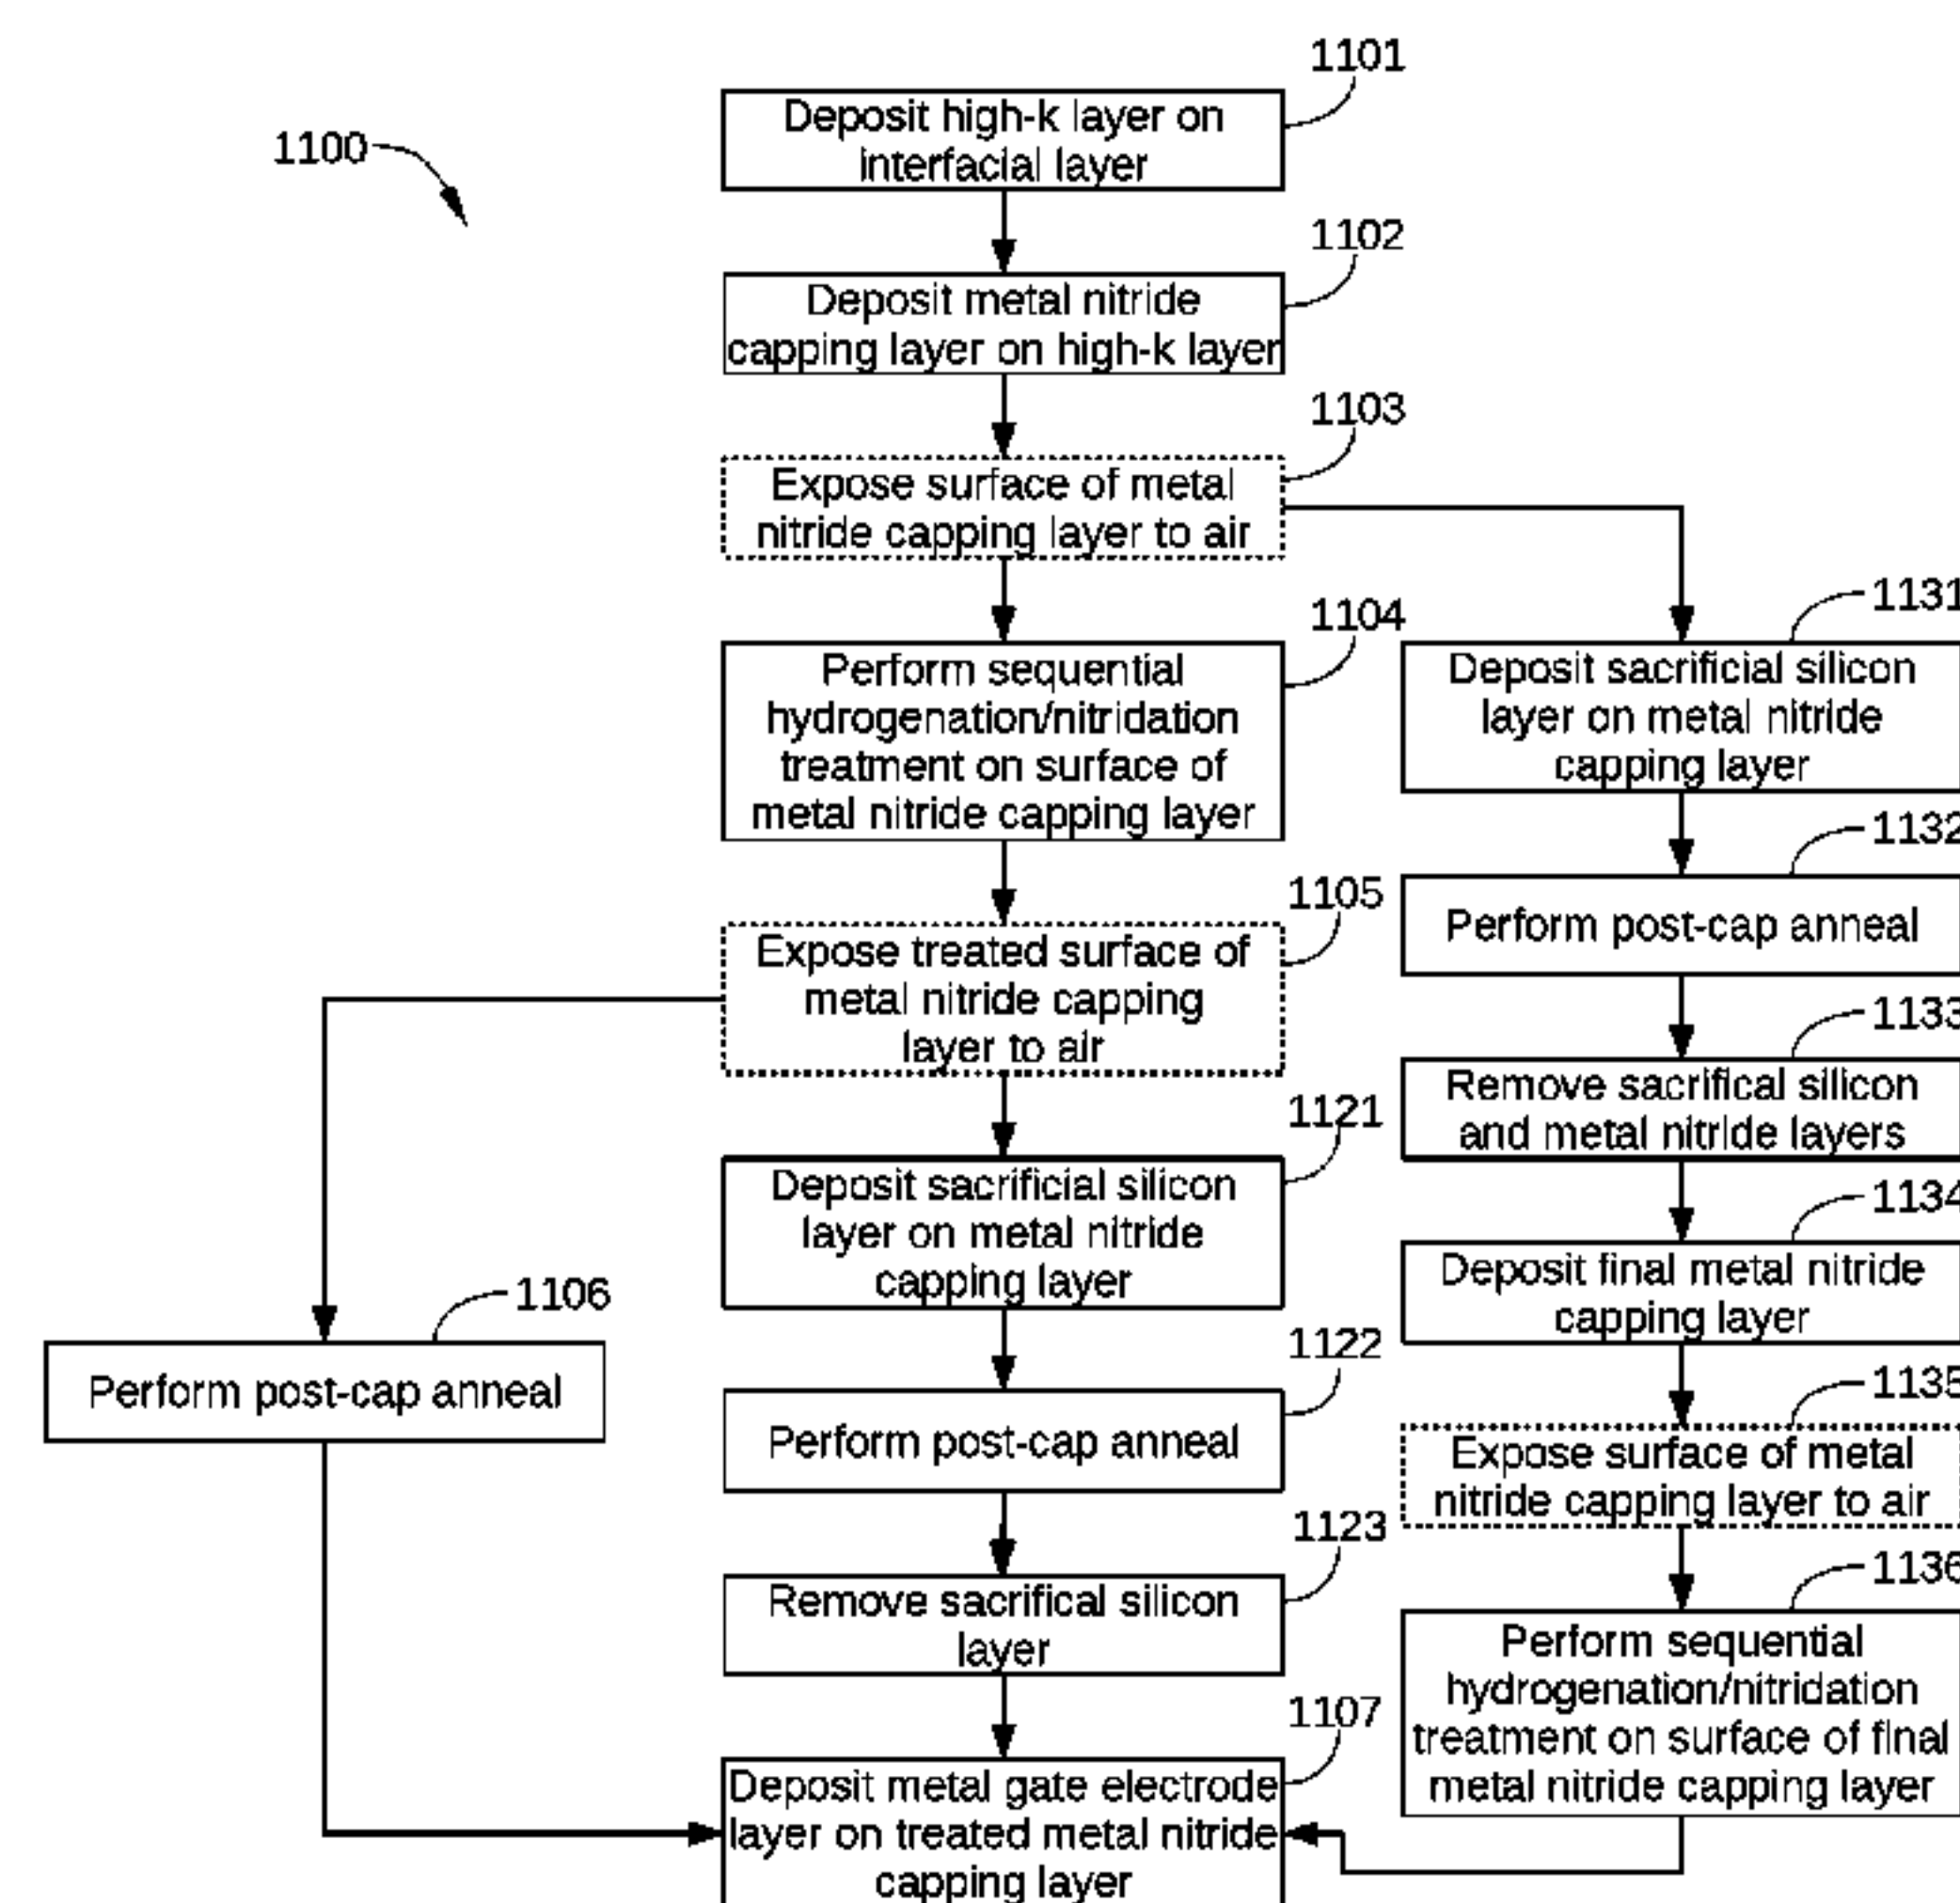 1100
1101
Deposit high-k layer on
interfacial layer
1102
Deposit metal nitride
capping layer on high-k layer
1103
Expose surface of metal
nitride capping layer to air
1104
Perform sequential
hydrogenation/nitridation
treatment on surface of
metal nitride capping layer
1105
Expose treated surface of
metal nitride capping
layer to air
1106
Perform post-cap anneal
1121
Deposit sacrificial silicon
layer on metal nitride
capping layer
1122
Perform post-cap anneal
1123
Remove sacrifical silicon
layer
1107
Deposit metal gate electrode
layer on treated metal nitride
capping layer
1131
Deposit sacrificial silicon
layer on metal nitride
capping layer
1132
Perform post-cap anneal
1133
Remove sacrifical silicon
and metal nitride layers
1134
Deposit final metal nitride
capping layer
1135
Expose surface of metal
nitride capping layer to air
1136
Perform sequential
hydrogenation/nitridation
treatment on surface of final
metal nitride capping layer